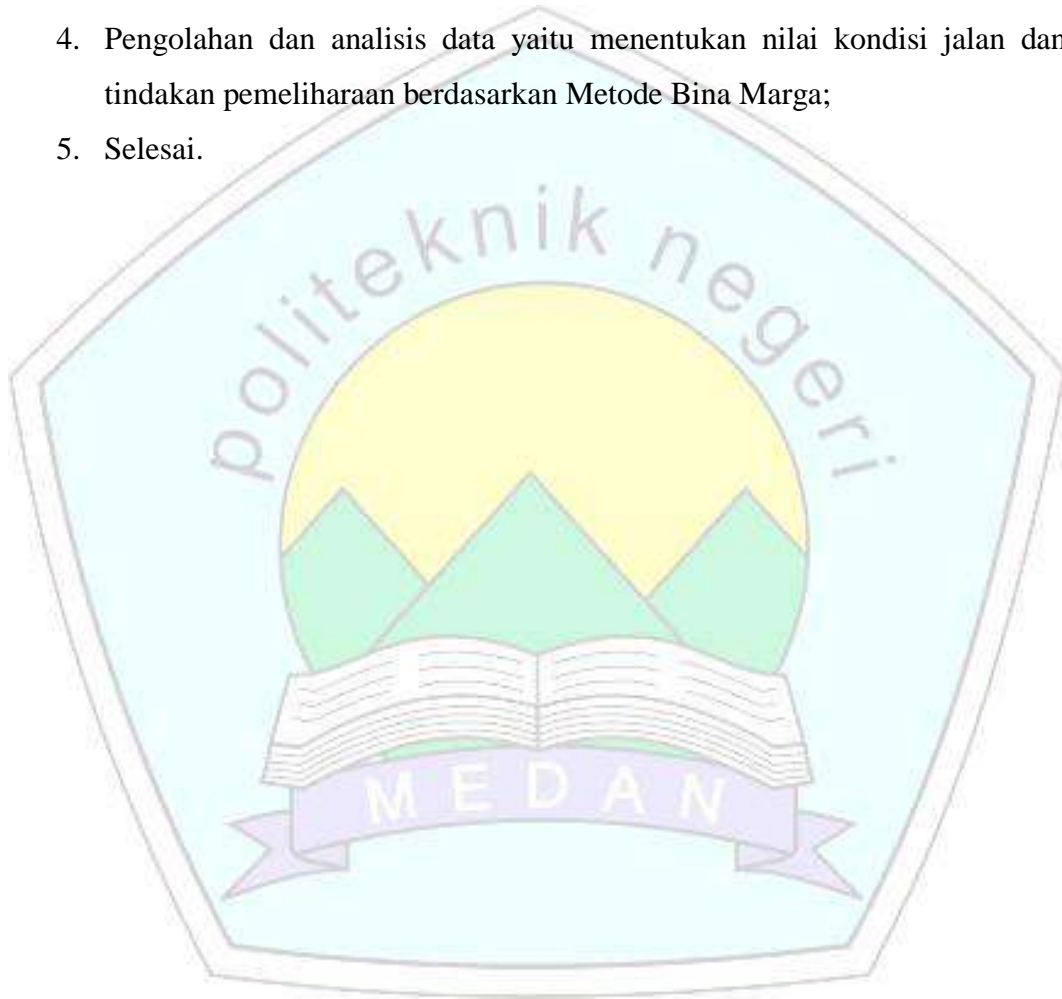 4. Pengolahan dan analisis data yaitu menentukan nilai kondisi jalan dan
tindakan pemeliharaan berdasarkan Metode Bina Marga;
5. Selesai.
politeknik negeri
MEDAN